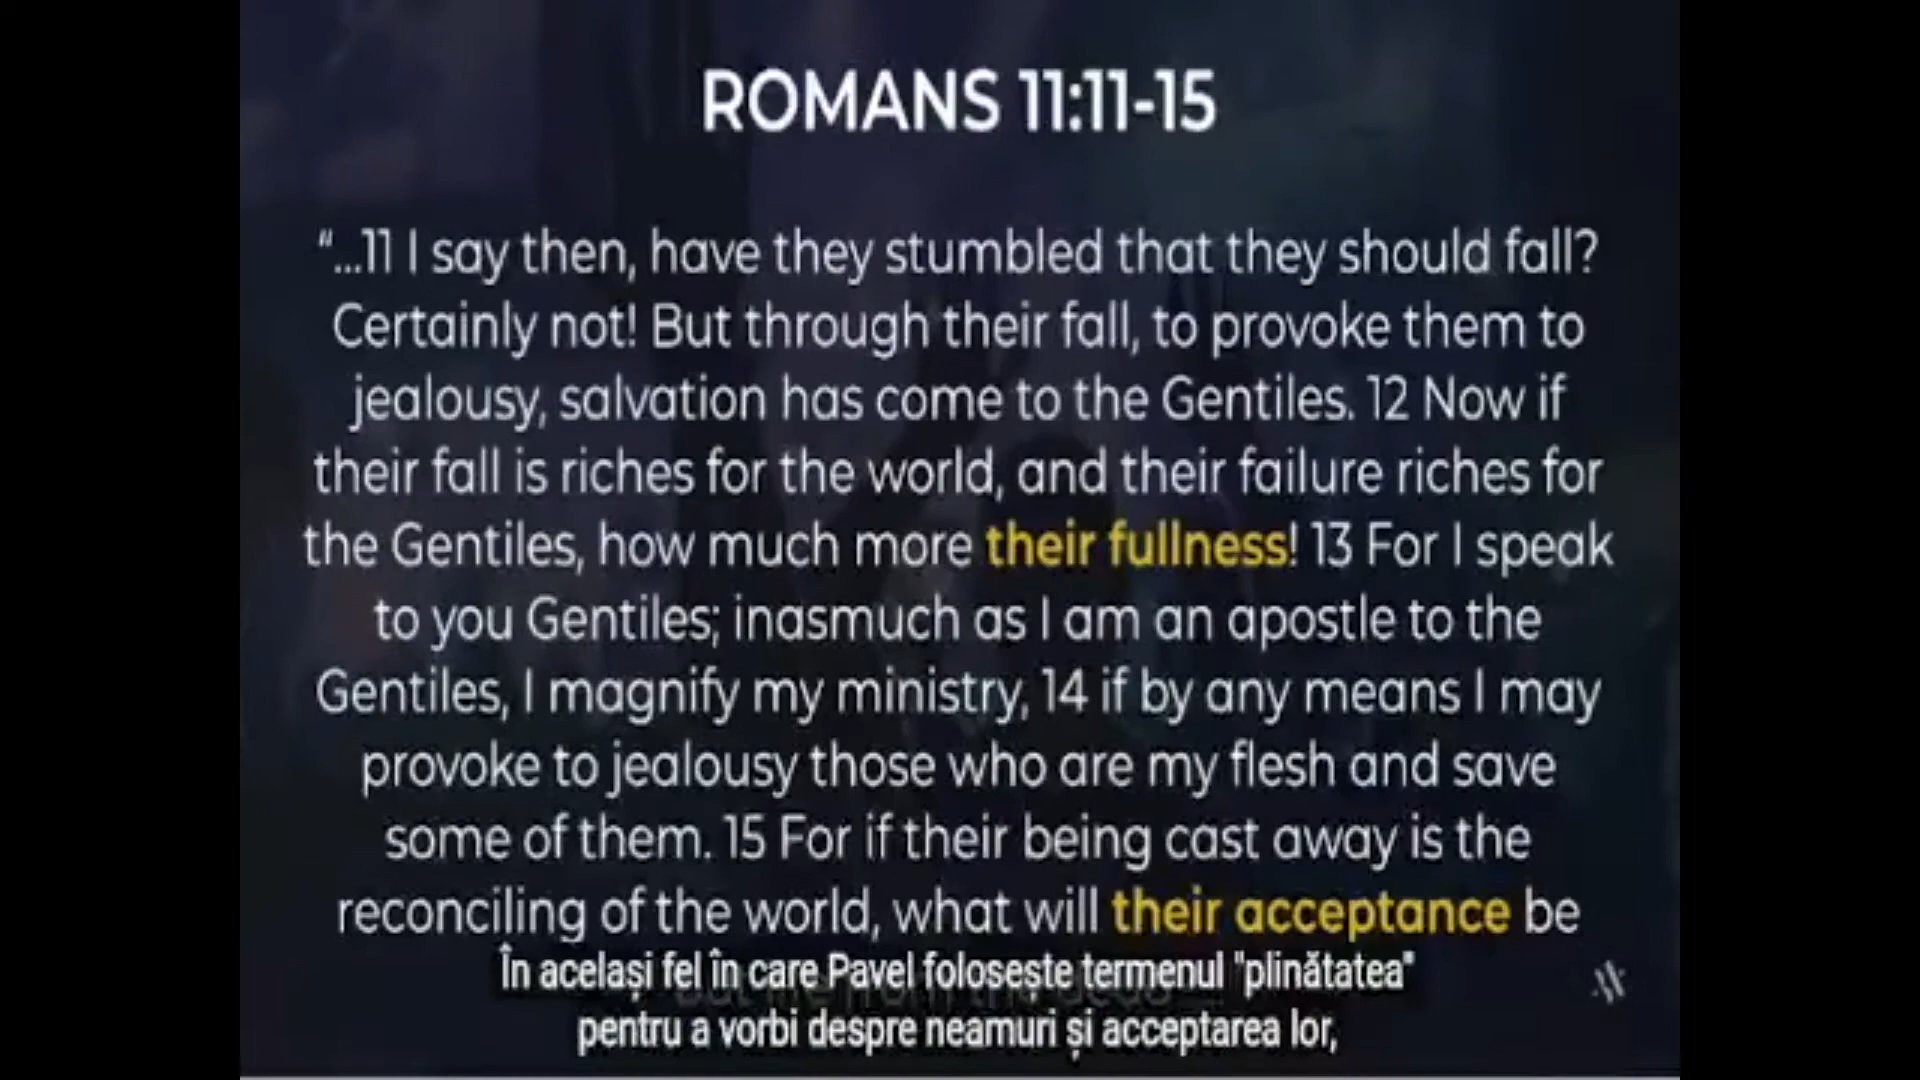 ROMANS 11:11-15
“...11 I say then, have they stumbled that they should fall?
Certainly not! But through their fall, to provoke them to
jealousy, salvation has come to the Gentiles. 12 Now if
their fall is riches for the world, and their failure riches for
the Gentiles, how much more their fullness! 13 For I speak
to you Gentiles; inasmuch as I am an apostle to the
Gentiles, I magnify my ministry, 14 if by any means I may
provoke to jealousy those who are my flesh and save
some of them. 15 For if their being cast away is the
reconciling of the world, what will their acceptance be
În același fel în care Pavel folosește termenul "plinătatea"
pentru a vorbi despre neamuri și acceptarea lor,